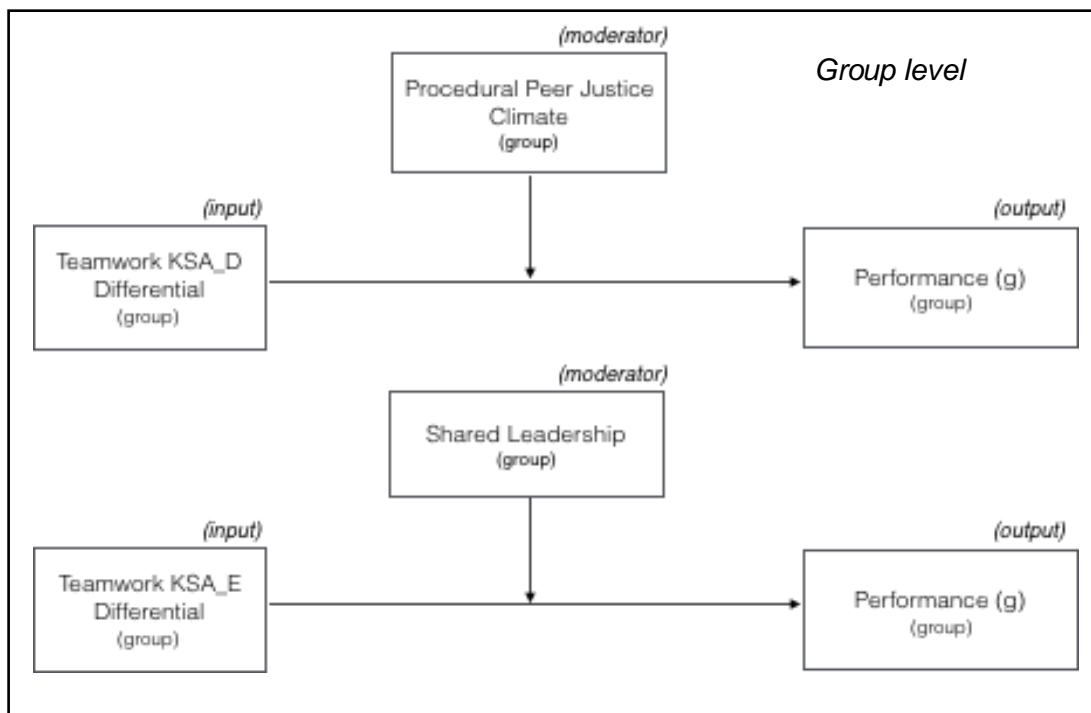 (moderator)
Group level
Procedural Peer Justice
Climate
(group)
(input)
(output)
Teamwork KSA_D
Differential
(group)
Performance (g)
(group)
(moderator)
Shared Leadership
(group)
(input)
(output)
Teamwork KSA_E
Differential
(group)
Performance (g)
(group)